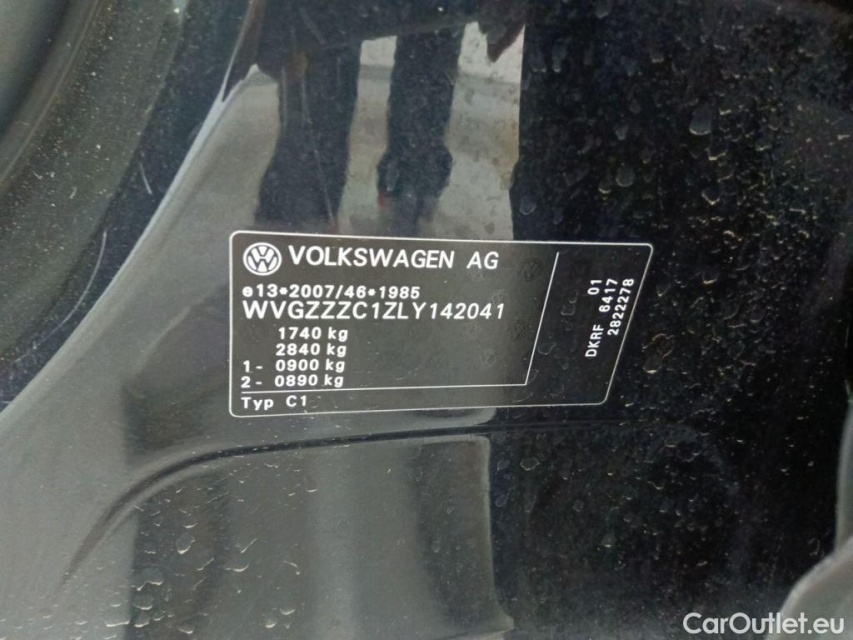 VOLKSWAGEN AG
e13*2007/46*1985
WVGZZZC1ZLY142041
1740 kg
2840 kg
1- 0900 kg
2- 0890 kg
Typ C1
01
DKRF 6417
2822278
CarOutlet.eu